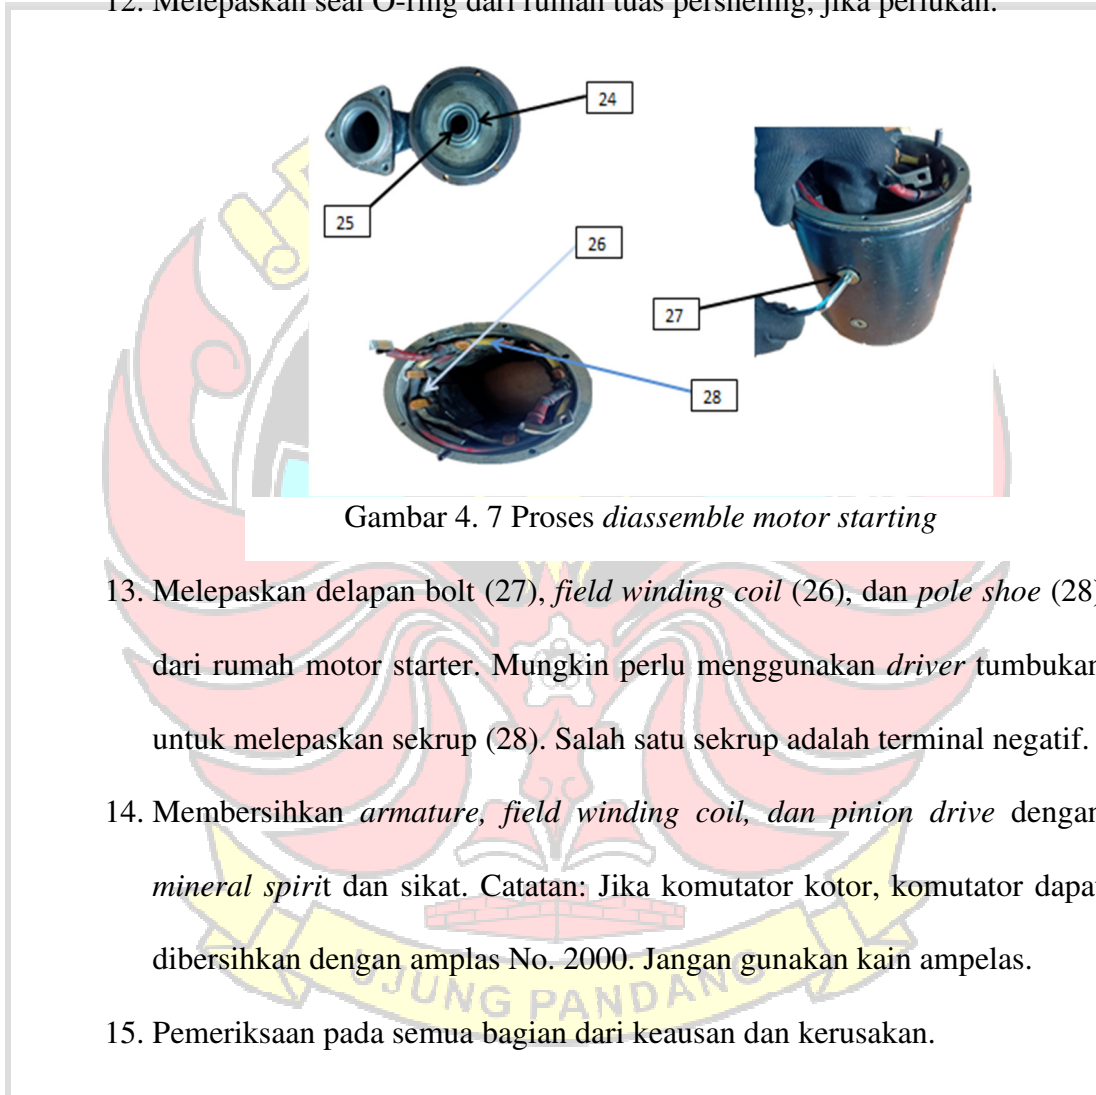 12. Melepaskan seal O-ring dari rumah tuas persneling, jika perlukan.
24
25
26
27
28
Gambar 4. 7 Proses diassemble motor starting
13. Melepaskan delapan bolt (27), field winding coil (26), dan pole shoe (28)
dari rumah motor starter. Mungkin perlu menggunakan driver tumbukan
untuk melepaskan sekrup (28). Salah satu sekrup adalah terminal negatif.
14. Membersihkan armature, field winding coil, dan pinion drive dengan
mineral spirit dan sikat. Catatan: Jika komutator kotor, komutator dapat
dibersihkan dengan amplas No. 2000. Jangan gunakan kain ampelas.
UJUNG PANDANG
15. Pemeriksaan pada semua bagian dari keausan dan kerusakan.